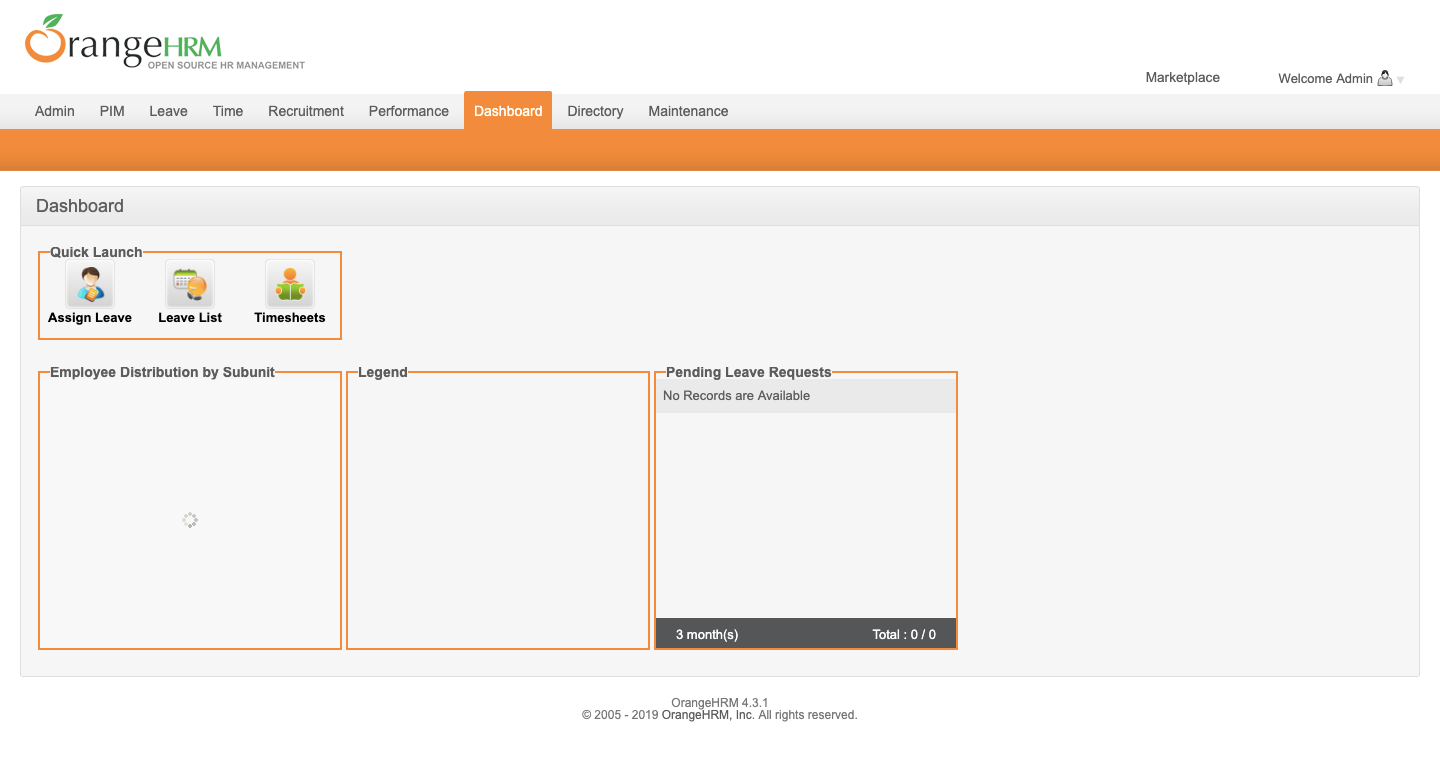 OrangeHRM
OPEN SOURCE HR MANAGEMENT
Marketplace
Welcome Admin
Admin PIM Leave Time Recruitment Performance Dashboard Directory Maintenance
Dashboard
Quick Launch
Assign Leave Leave List Timesheets
Employee Distribution by Subunit
Legend
Pending Leave Requests
No Records are Available
3 month(s) Total : 0 / 0
OrangeHRM 4.3.1
© 2005 - 2019 OrangeHRM, Inc. All rights reserved.